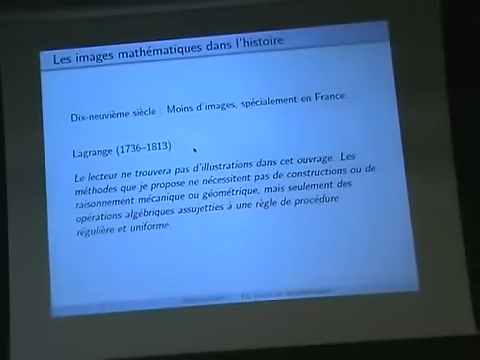 Les images mathématiques dans l'histoire
Dix-neuvième siècle : Moins d'images, spécialement en France
Lagrange (1736–1813)
Le lecteur ne trouvera pas d'illustrations dans cet ouvrage. Les
méthodes que je propose ne nécessitent pas de constructions ou de
raisonnement mécanique ou géométrique, mais seulement des
opérations algébriques assujetties à une règle de procédure
régulière et uniforme